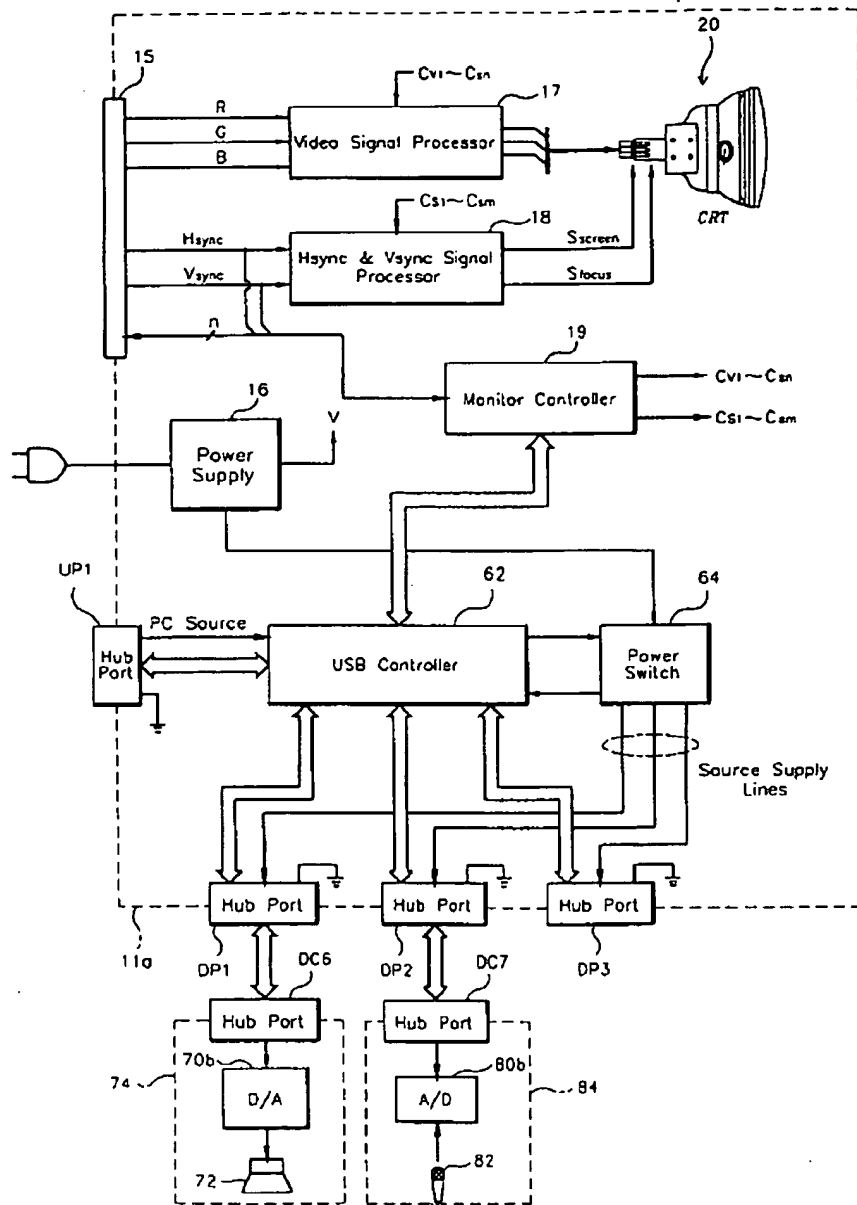 20
15
Cv1~Csn
17
R
G
B
Video Signal Processor
CRT
Cs1~Csm
18
Hsync
Vsync
Hsync & Vsync Signal
Processor
Sscreen
Sfocus
n
19
Monitor Controller
Cv1~Csn
Cs1~Csm
16
V
Power
Supply
UP1
62
64
PC Source
Hub
Port
USB Controller
Power
Switch
Source Supply
Lines
Hub Port
Hub Port
Hub Port
11a
DP1
DC6
DP2
DC7
DP3
Hub Port
Hub Port
70b
80b
74
D/A
A/D
84
72
82